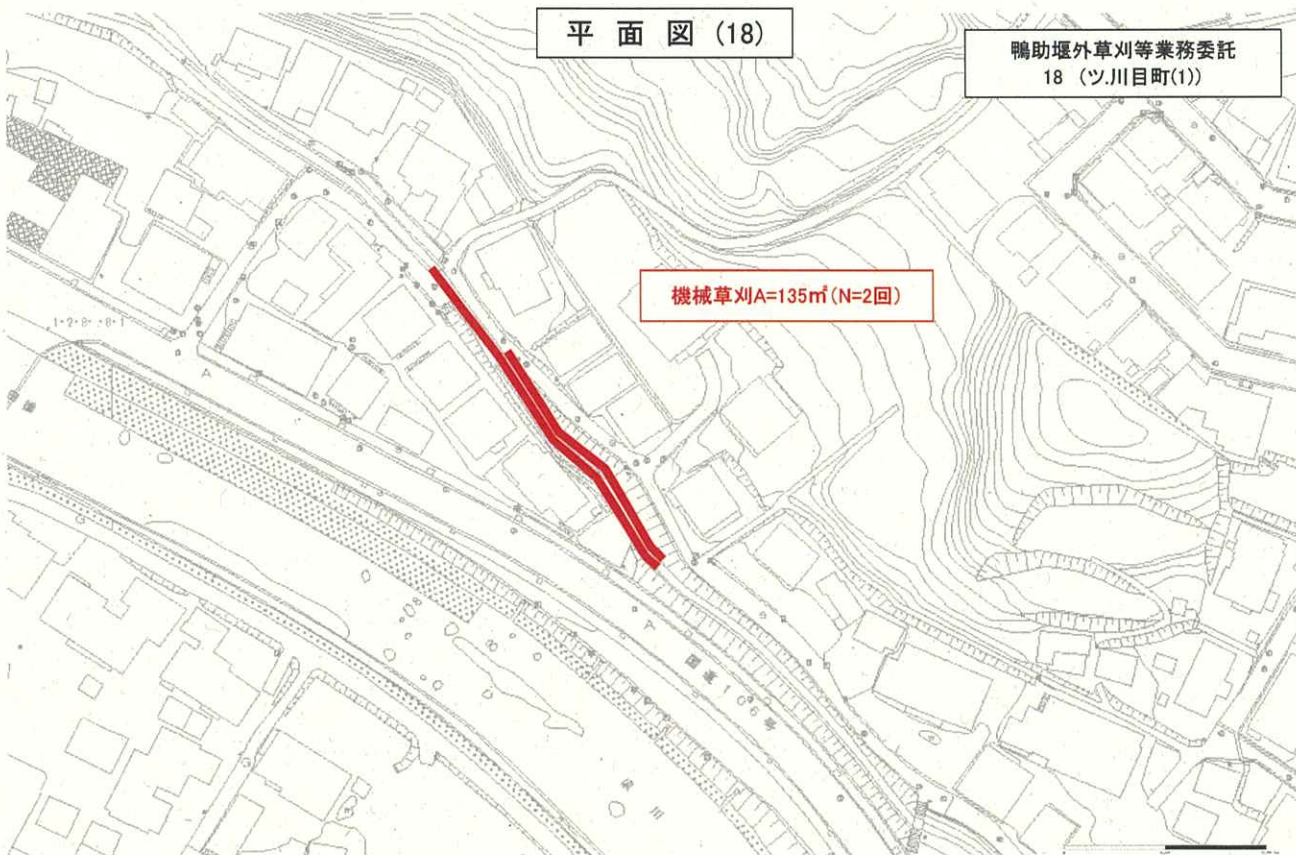 平面図 (18)
鴨助堰外草刈等業務委託
18 (ツ.川目町(1))
機械草刈A=135㎡(N=2回)
A
A
国道106号